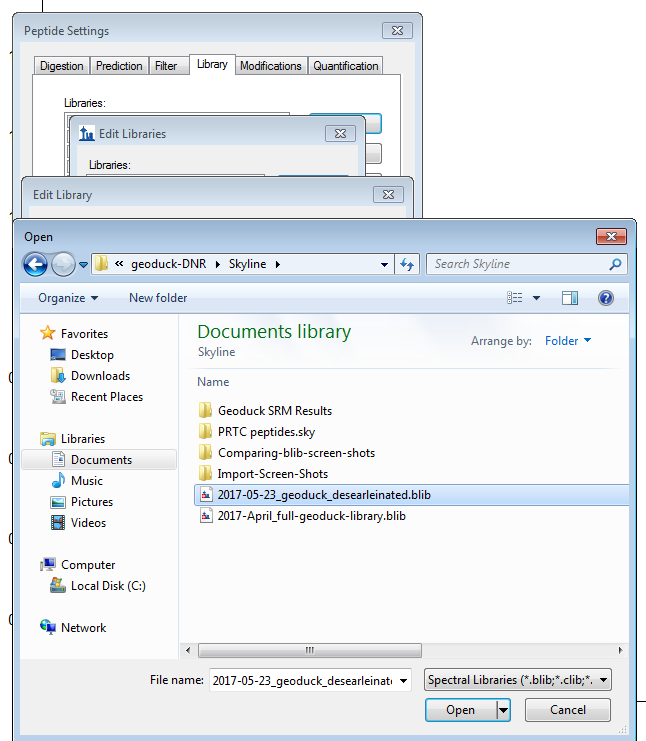 Peptide Settings
Digestion Prediction Filter Library Modifications Quantification
Libraries:
Edit Libraries
Libraries:
Edit Library
Open
« geoduck-DNR Skyline Search Skyline
Organize New folder
Favorites
Desktop
Downloads
Recent Places
Libraries
Documents
Music
Pictures
Videos
Computer
Local Disk (C:)
Network
Documents library
Skyline
Arrange by: Folder
Name
Geoduck SRM Results
PRTC peptides.sky
Comparing-blib-screen-shots
Import-Screen-Shots
2017-05-23_geoduck_desearleinated.blib
2017-April_full-geoduck-library.blib
File name: 2017-05-23_geoduck_desearleinate Spectral Libraries (*.blib;*.clib;*.
Open Cancel